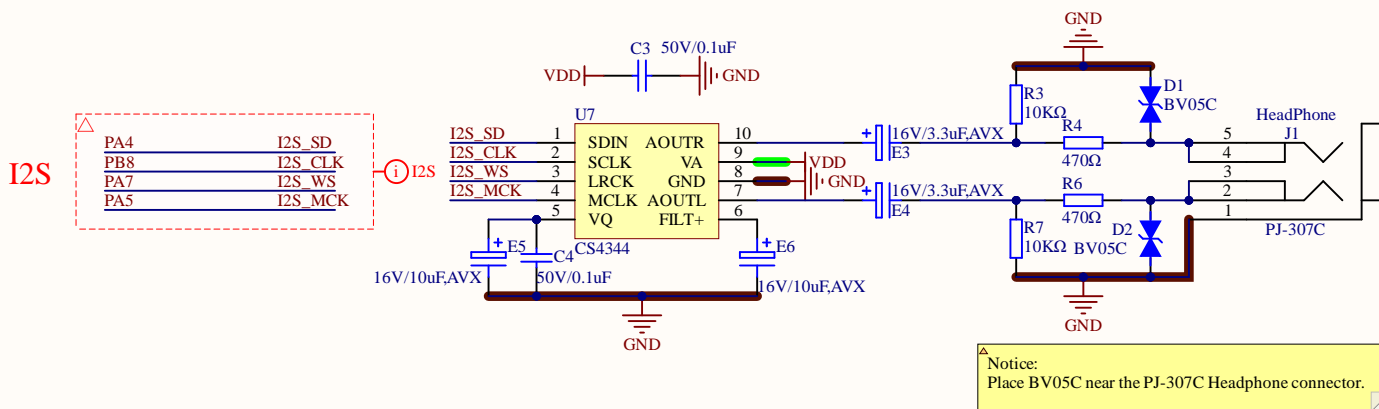 I2S
PA4 I2S_SD
PB8 I2S_CLK
PA7 I2S_WS
PA5 I2S_MCK
i I2S
C3 50V/0.1uF
VDD GND
U7
I2S_SD 1 SDIN AOUTR 10
I2S_CLK 2 SCLK VA 9 VDD
I2S_WS 3 LRCK GND 8 GND
I2S_MCK 4 MCLK AOUTL 7
5 VQ FILT+ 6
CS4344
+ E5
16V/10uF,AVX
C4
50V/0.1uF
+ E6
16V/10uF,AVX
GND
+ 16V/3.3uF,AVX
E3
+ 16V/3.3uF,AVX
E4
GND
R3
10KΩ
R4
470Ω
D1
BV05C
R6
470Ω
R7
10KΩ
D2
BV05C
GND
HeadPhone
J1
5
4
3
2
1
PJ-307C
Notice:
Place BV05C near the PJ-307C Headphone connector.